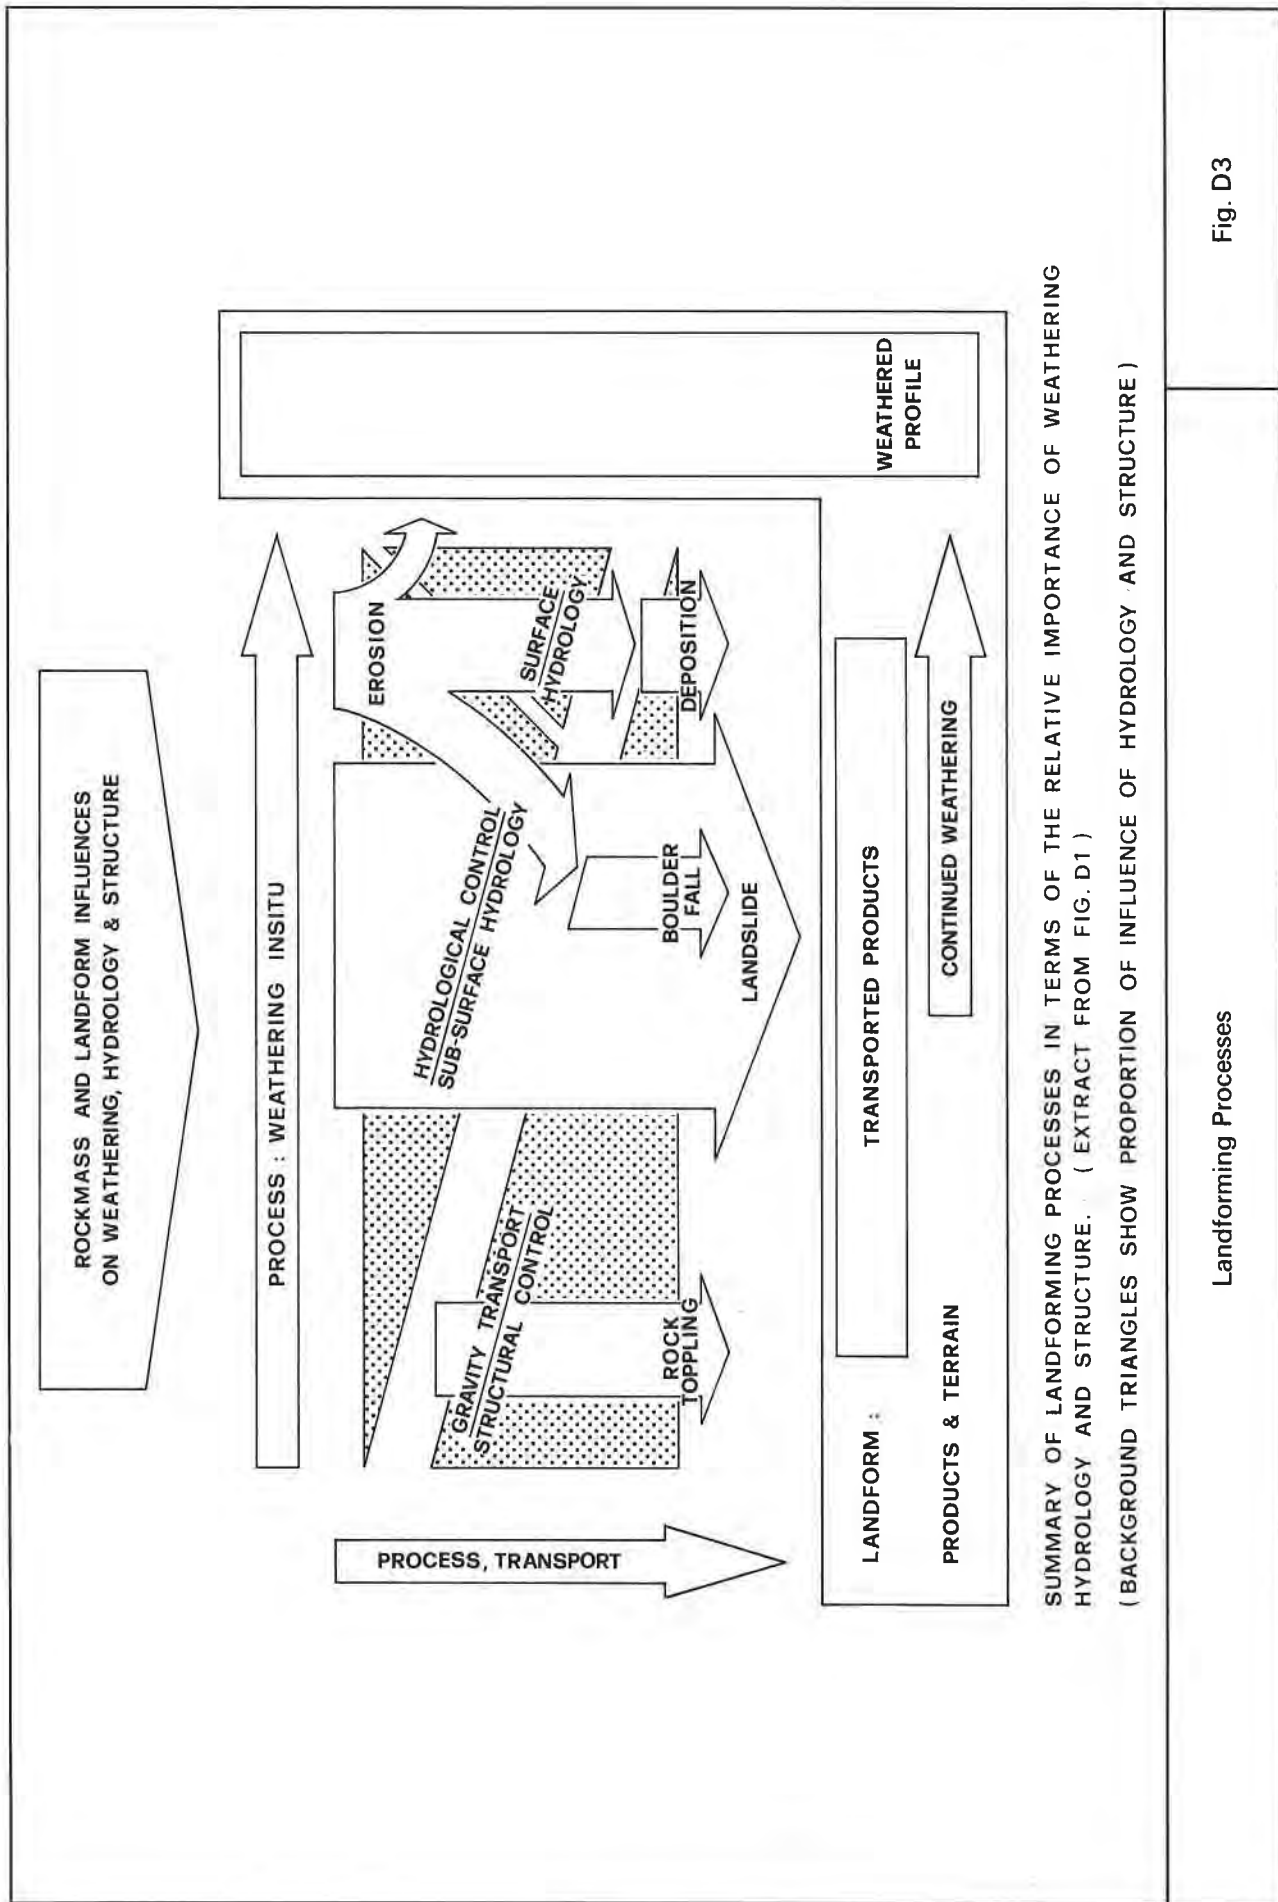 ROCKMASS AND LANDFORM INFLUENCES
ON WEATHERING, HYDROLOGY & STRUCTURE
PROCESS : WEATHERING INSITU
PROCESS, TRANSPORT
GRAVITY TRANSPORT
STRUCTURAL CONTROL
ROCK
TOPPLING
HYDROLOGICAL CONTROL
SUB-SURFACE HYDROLOGY
BOULDER
FALL
LANDSLIDE
EROSION
SURFACE
HYDROLOGY
DEPOSITION
WEATHERED
PROFILE
LANDFORM :
TRANSPORTED PRODUCTS
PRODUCTS & TERRAIN
CONTINUED WEATHERING
SUMMARY OF LANDFORMING PROCESSES IN TERMS OF THE RELATIVE IMPORTANCE OF WEATHERING
HYDROLOGY AND STRUCTURE. ( EXTRACT FROM FIG. D1 )
( BACKGROUND TRIANGLES SHOW PROPORTION OF INFLUENCE OF HYDROLOGY AND STRUCTURE )
Landforming Processes
Fig. D3